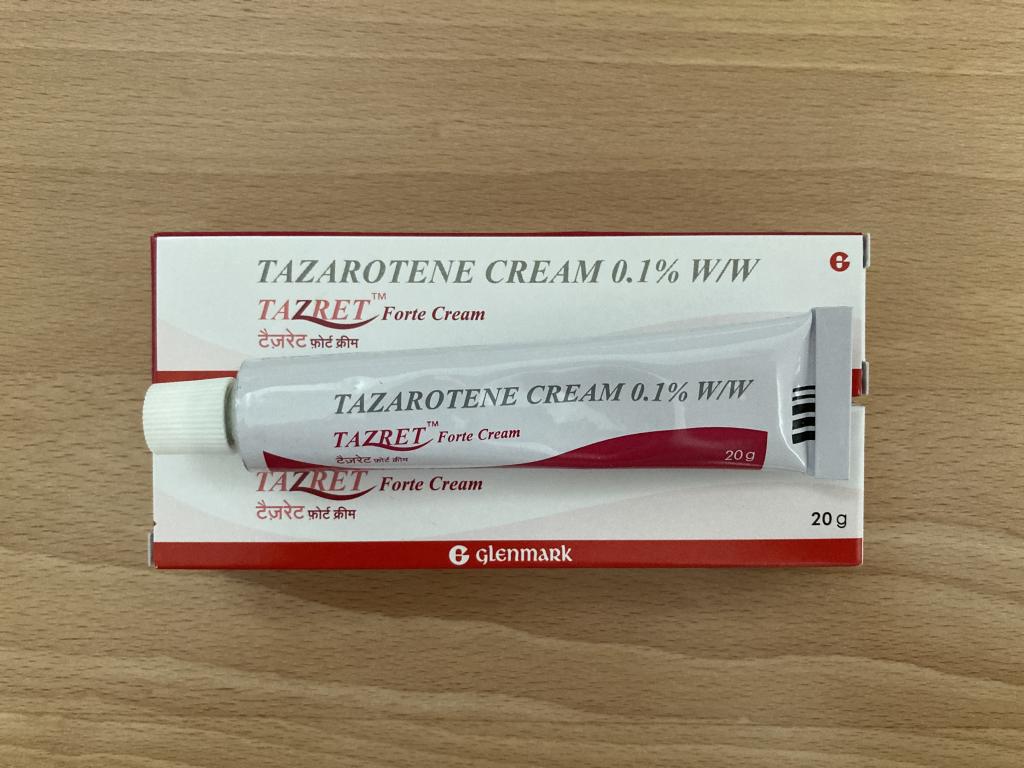 TAZAROTENE CREAM 0.1% W/W
TAZRET™ Forte Cream
टैज़रेट फ़ोर्ट क्रीम
TAZAROTENE CREAM 0.1% W/W
TAZRET™ Forte Cream
टैज़रेट फ़ोर्ट क्रीम
20 g
TAZRET Forte Cream
टैज़रेट फ़ोर्ट क्रीम
20 g
glenmark